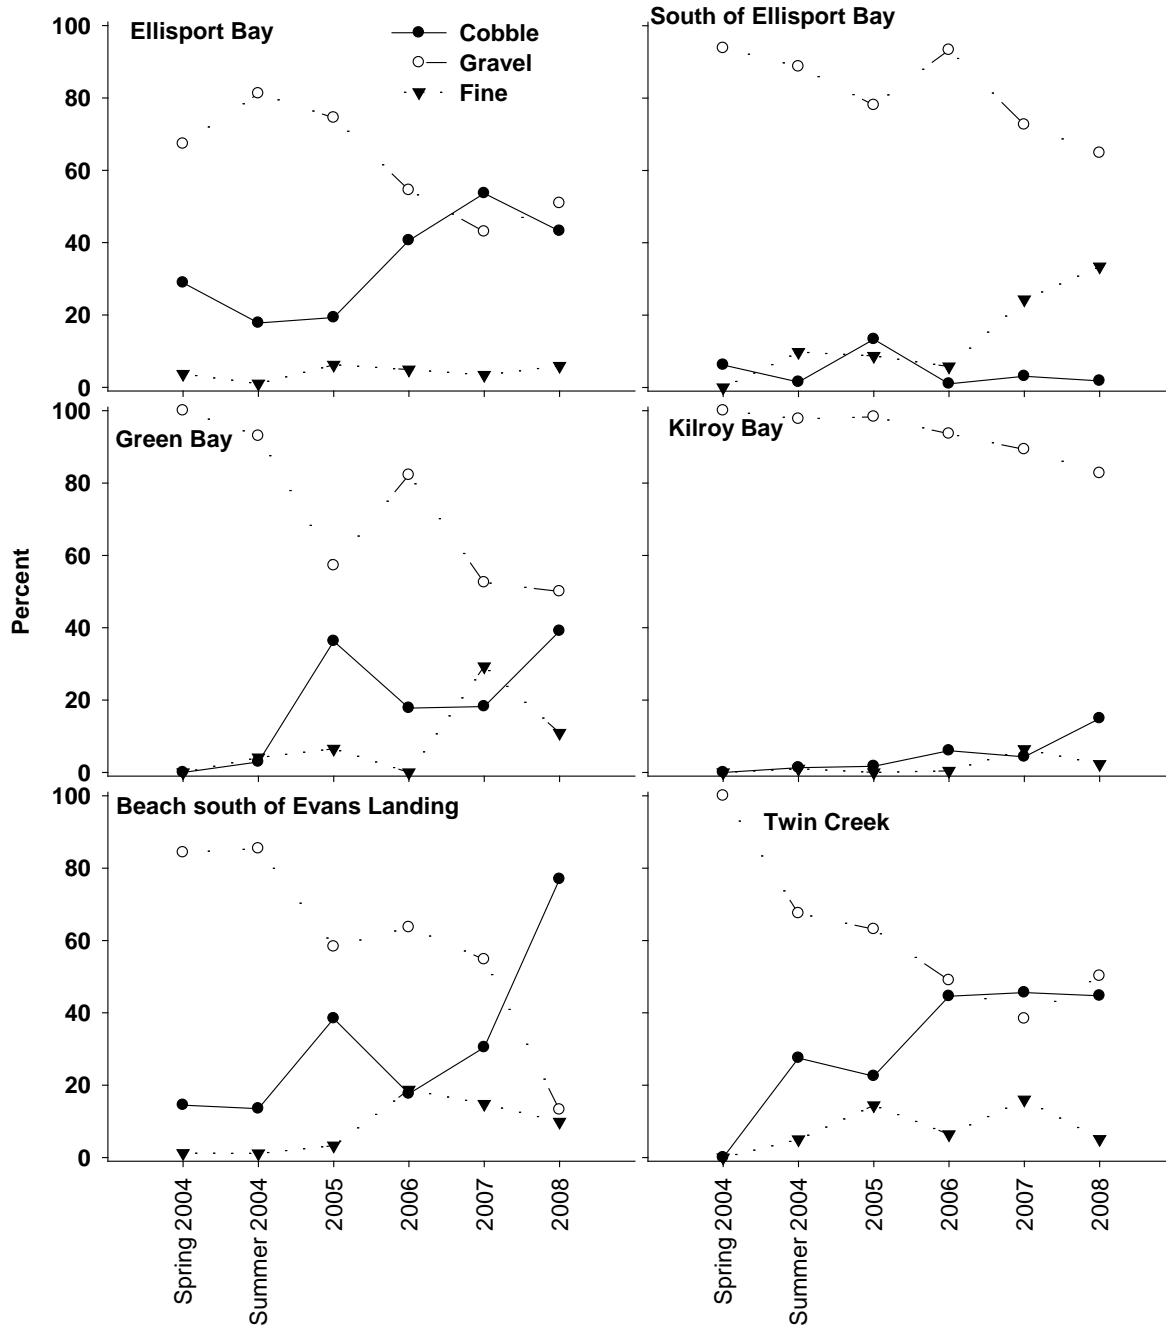 Ellisport Bay
Cobble
Gravel
Fine
South of Ellisport Bay
100
80
60
40
20
0
Green Bay
Kilroy Bay
100
80
60
40
20
0
Percent
Beach south of Evans Landing
Twin Creek
100
80
60
40
20
0
Spring 2004
Summer 2004
2005
2006
2007
2008
Spring 2004
Summer 2004
2005
2006
2007
2008